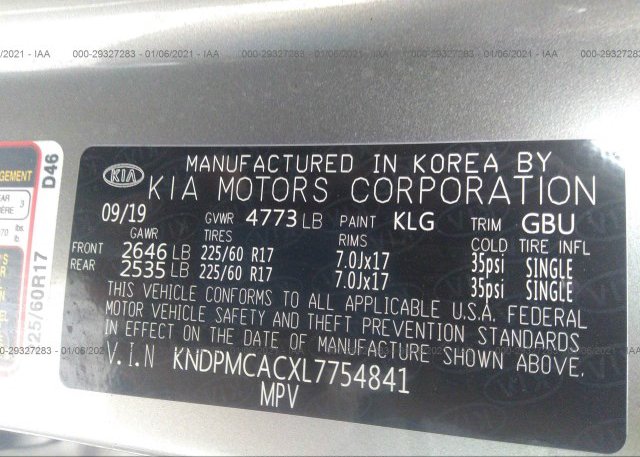 /2021 - IAA 000-29327283 - 01/06/2021 - IAA 000-29327283 - 01/06/2021 - IAA 000-29327283
D46
225/60R17
KIA
MANUFACTURED IN KOREA BY
KIA MOTORS CORPORATION
09/19 GVWR 4773 LB PAINT KLG TRIM GBU
GAWR TIRES RIMS COLD TIRE INFL
FRONT 2646 LB 225/60 R17 7.0Jx17 35psi SINGLE
REAR 2535 LB 225/60 R17 7.0Jx17 35psi SINGLE
THIS VEHICLE CONFORMS TO ALL APPLICABLE U.S.A. FEDERAL
MOTOR VEHICLE SAFETY AND THEFT PREVENTION STANDARDS
IN EFFECT ON THE DATE OF MANUFACTURE SHOWN ABOVE.
V.I.N KNDPMCACXL7754841
MPV